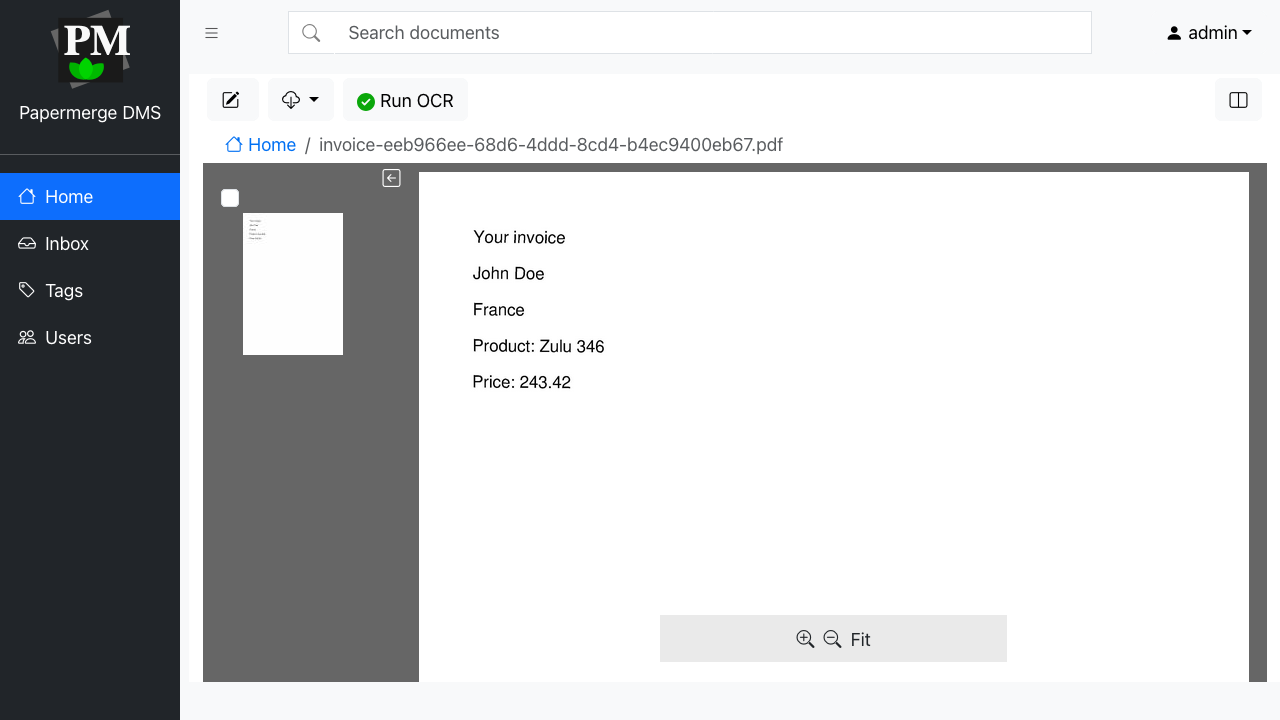 PM
Papermerge DMS
Home
Inbox
Tags
Users
Search documents
admin
Run OCR
Home / invoice-eeb966ee-68d6-4ddd-8cd4-b4ec9400eb67.pdf
Your invoice
John Doe
France
Product: Zulu 346
Price: 243.42
Fit